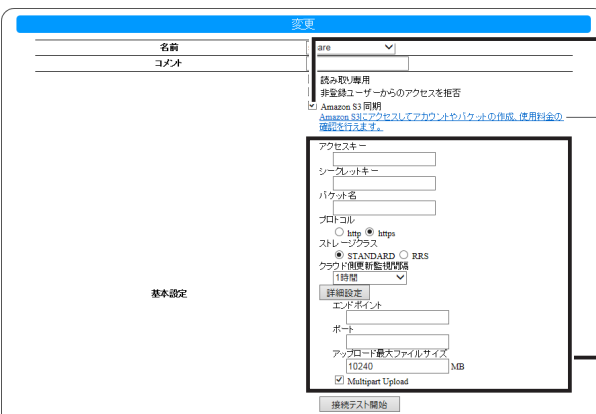 変更
名前
are
コメント
読み取り専用
非登録ユーザーからのアクセスを拒否
Amazon S3 同期
Amazon S3にアクセスしてアカウントやバケットの作成、使用料金の
確認を行えます。
基本設定
アクセスキー
シークレットキー
バケット名
プロトコル
http https
ストレージクラス
STANDARD RRS
クラウド側更新監視間隔
1時間
詳細設定
エンドポイント
ポート
アップロード最大ファイルサイズ
10240 MB
Multipart Upload
接続テスト開始